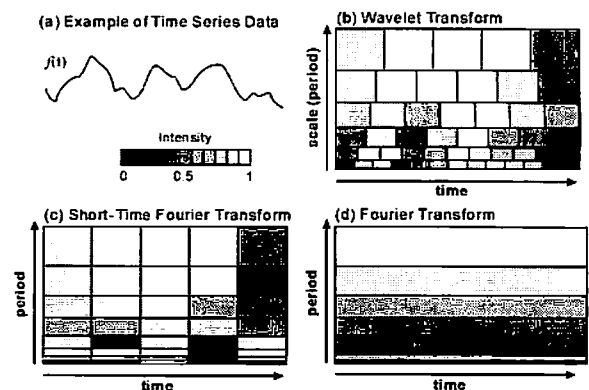 (a) Example of Time Series Data
f(t)
Intensity
0 0.5 1
(b) Wavelet Transform
scale (period)
time
(c) Short-Time Fourier Transform
period
time
(d) Fourier Transform
period
time